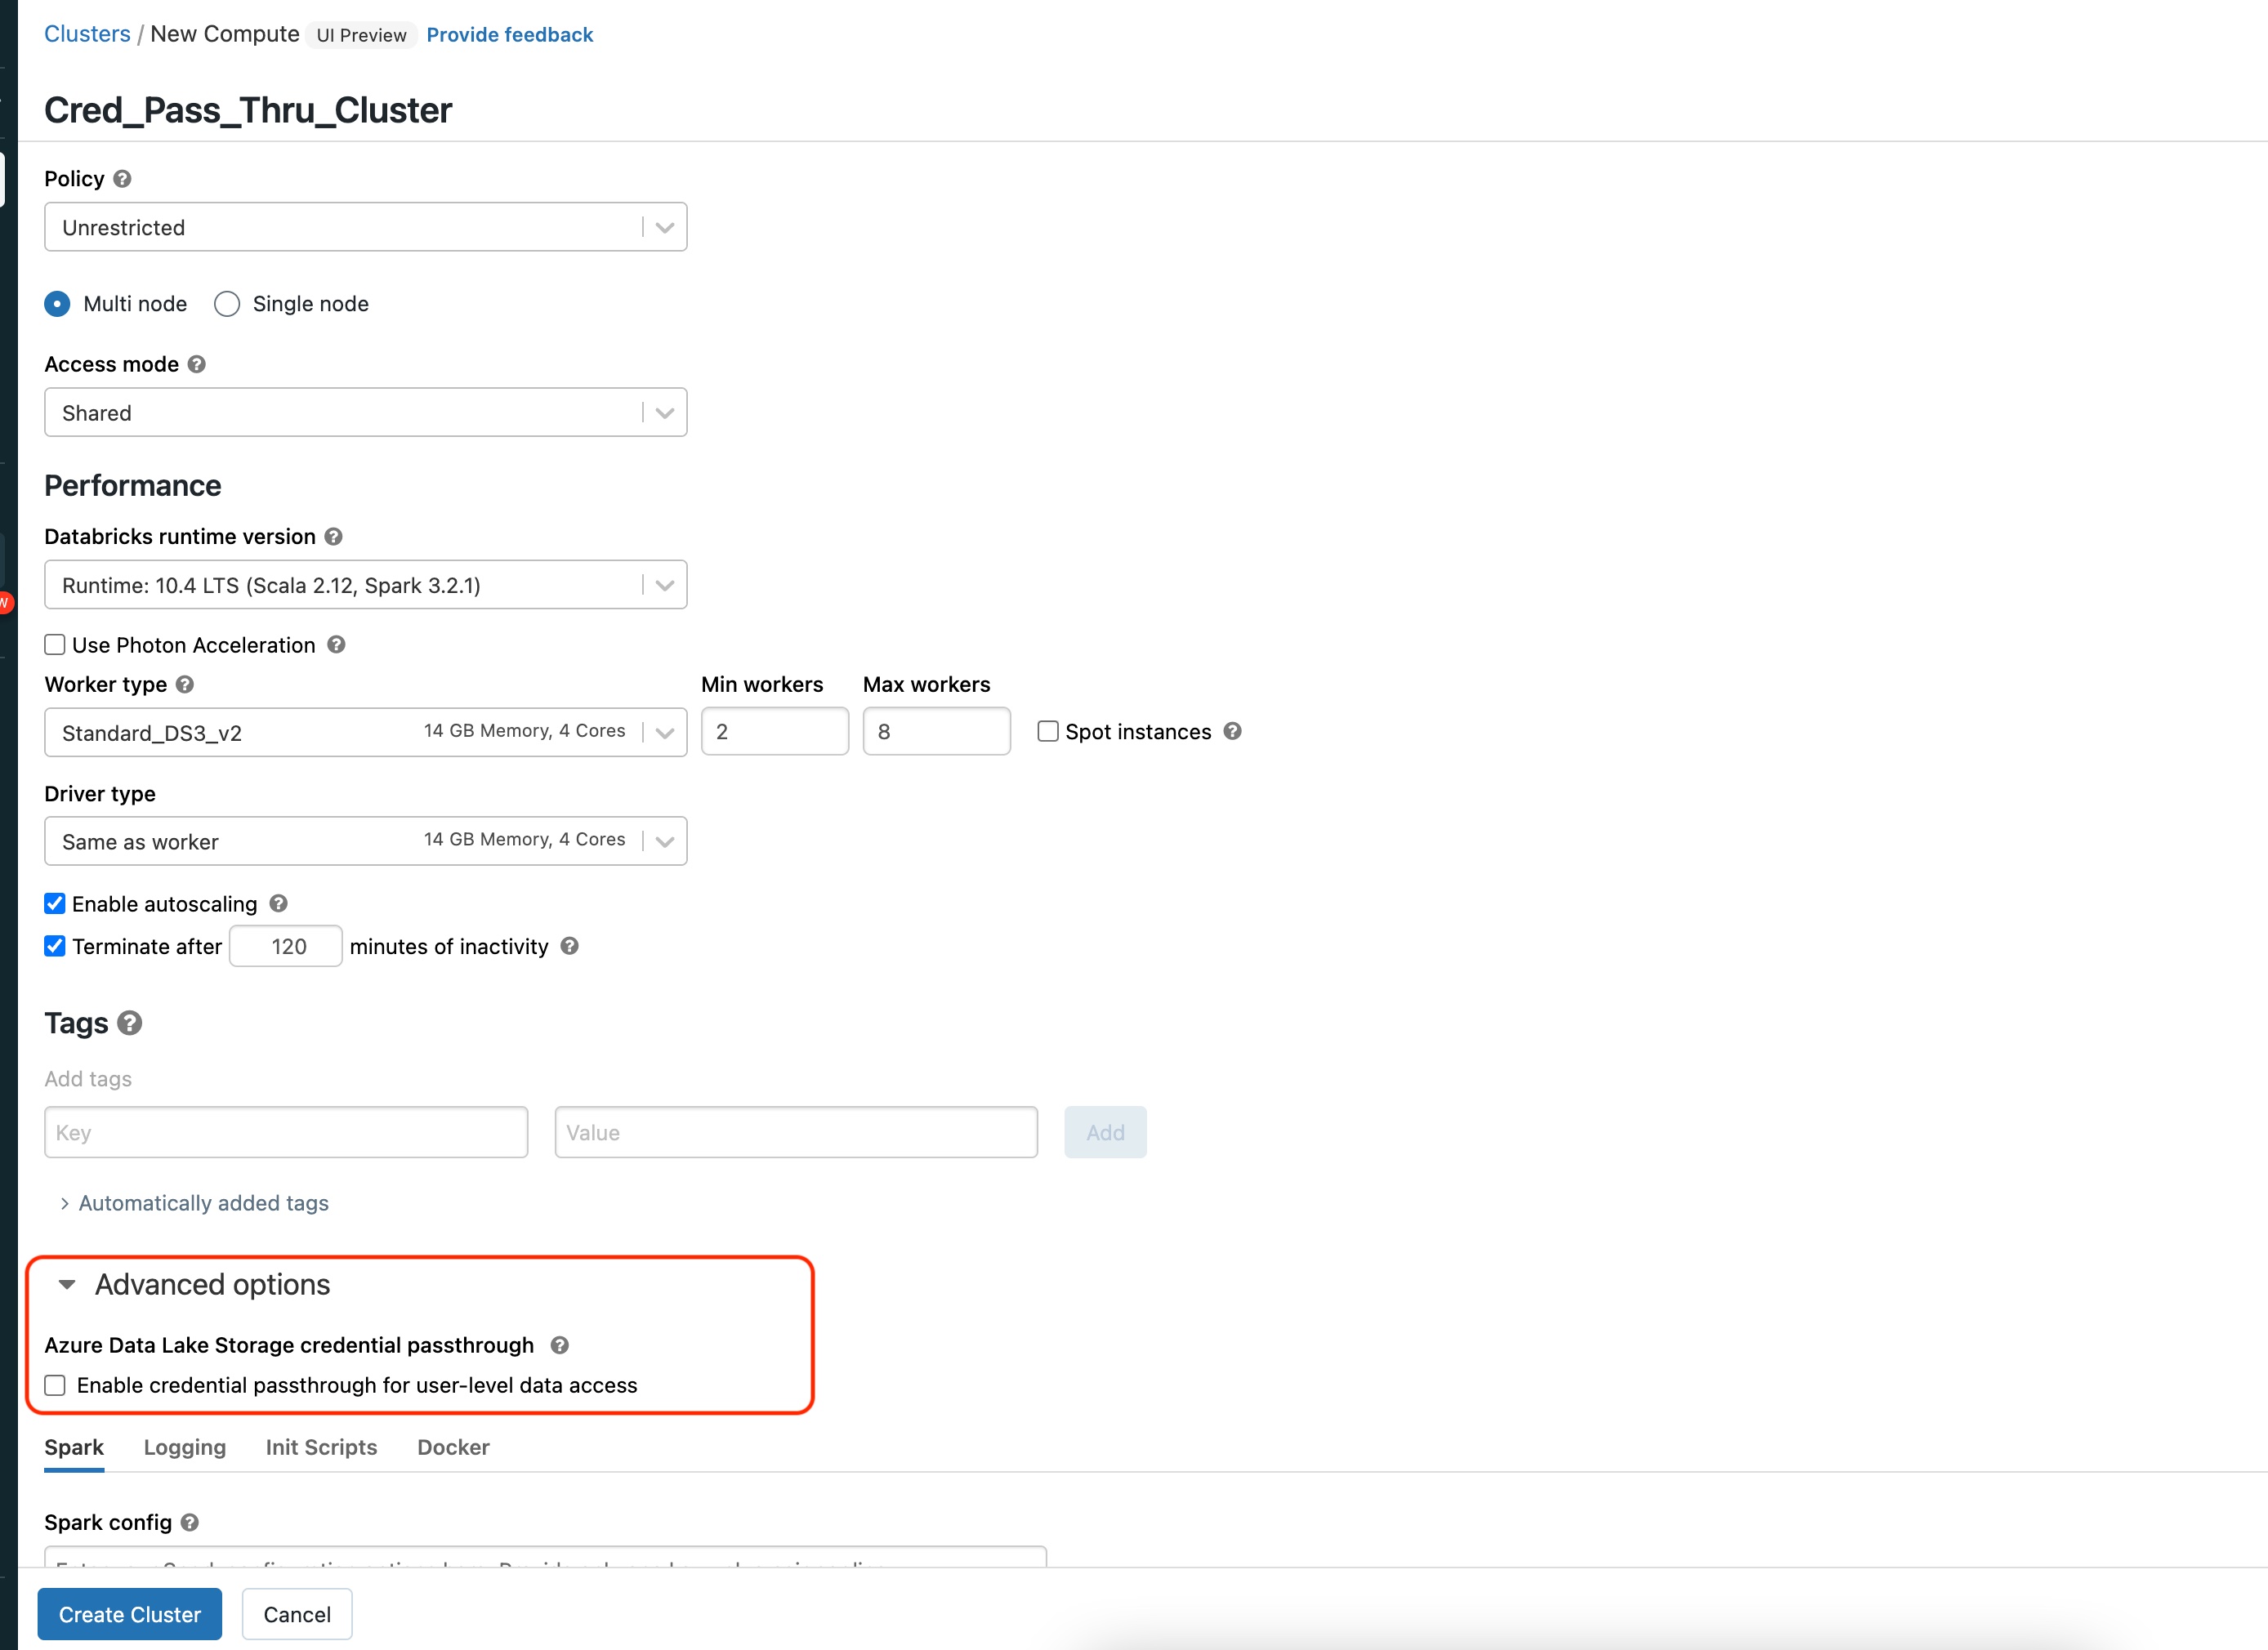 Clusters / New Compute UI Preview Provide feedback
Cred_Pass_Thru_Cluster
Policy ?
Unrestricted
Multi node Single node
Access mode ?
Shared
Performance
Databricks runtime version ?
Runtime: 10.4 LTS (Scala 2.12, Spark 3.2.1)
Use Photon Acceleration ?
Worker type ? Min workers Max workers
Standard_DS3_v2 14 GB Memory, 4 Cores 2 8 Spot instances ?
Driver type
Same as worker 14 GB Memory, 4 Cores
Enable autoscaling ?
Terminate after 120 minutes of inactivity ?
Tags ?
Add tags
Key Value Add
Automatically added tags
Advanced options
Azure Data Lake Storage credential passthrough ?
Enable credential passthrough for user-level data access
Spark Logging Init Scripts Docker
Spark config ?
Create Cluster Cancel